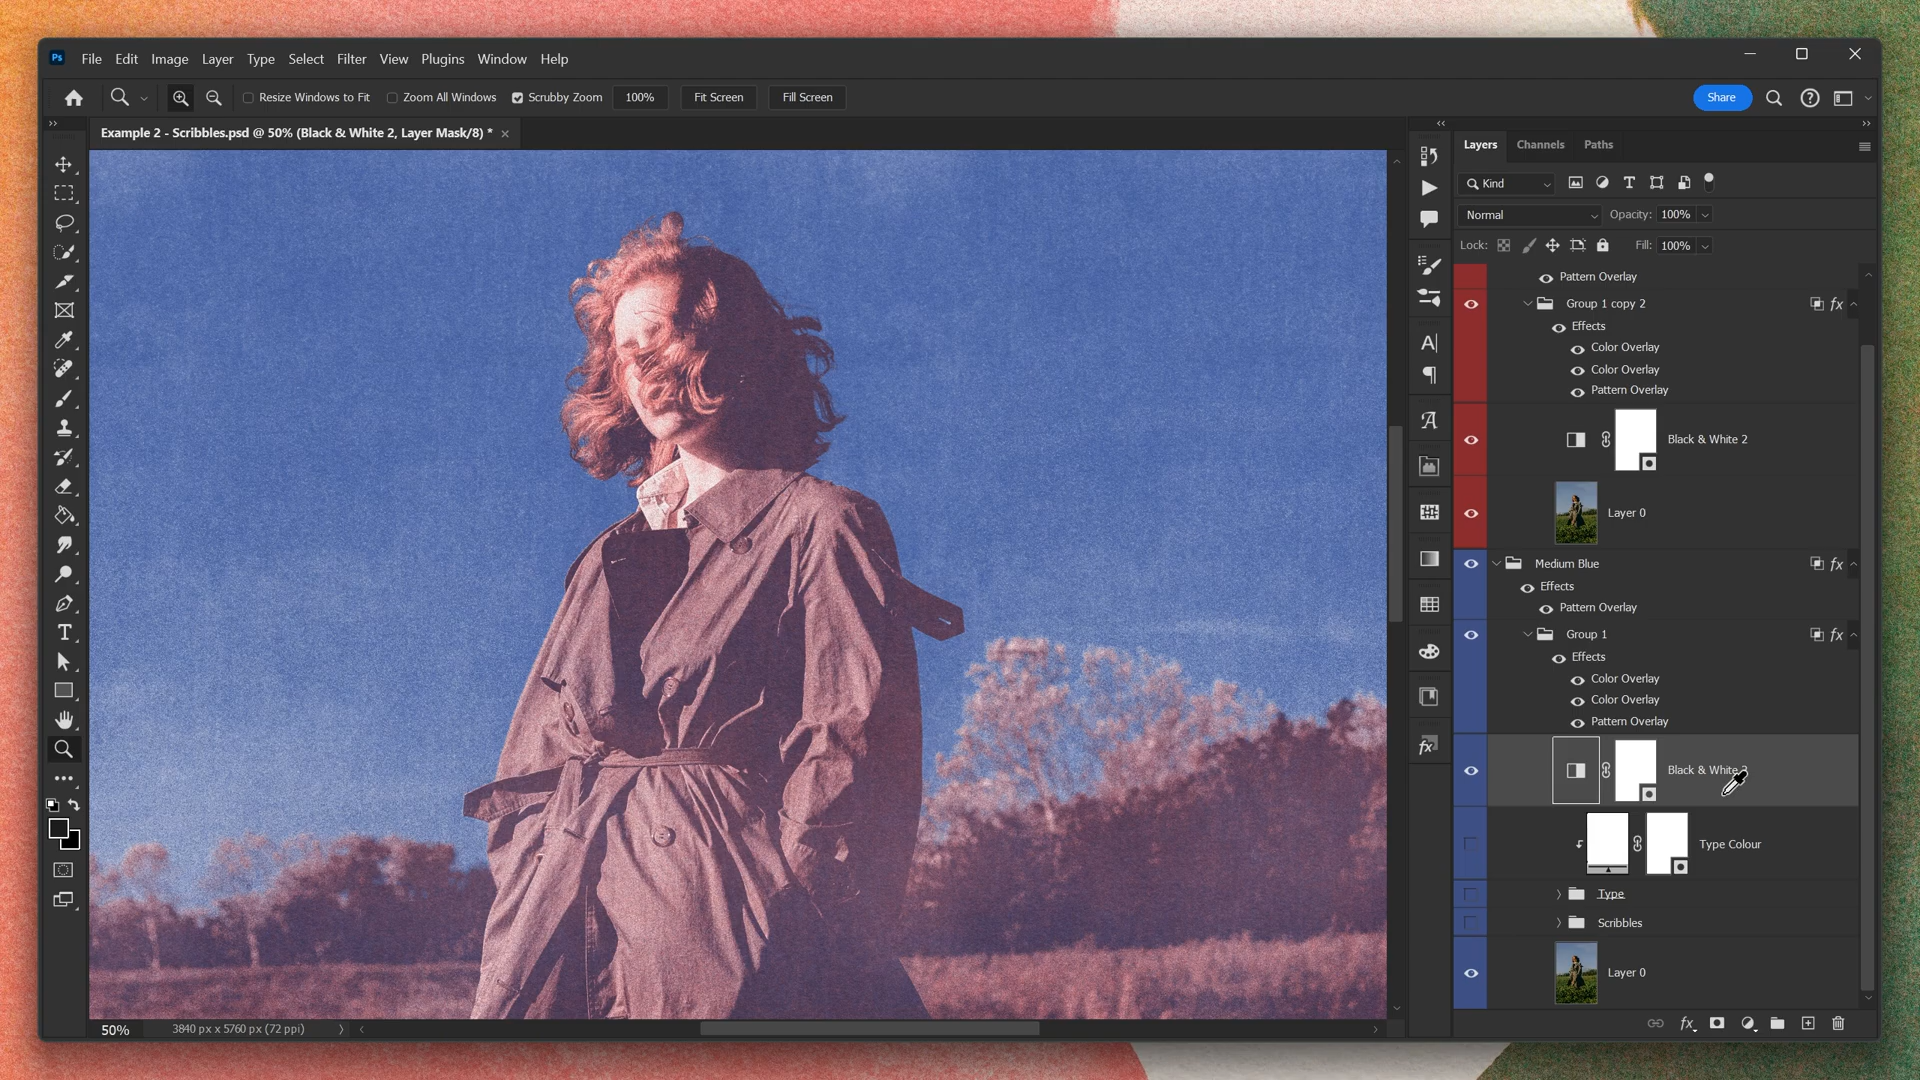 Ps File Edit Image Layer Type Select Filter View Plugins Window Help
Resize Windows to Fit Zoom All Windows Scrubby Zoom 100% Fit Screen Fill Screen Share
Example 2 - Scribbles.psd @ 50% (Black & White 2, Layer Mask/8) *
Layers Channels Paths
Kind
Normal Opacity: 100%
Lock: Fill: 100%
Pattern Overlay
Group 1 copy 2 fx
Effects
Color Overlay
Color Overlay
Pattern Overlay
Black & White 2
Layer 0
Medium Blue fx
Effects
Pattern Overlay
Group 1 fx
Effects
Color Overlay
Color Overlay
Pattern Overlay
Black & White 2
Type Colour
Type
Scribbles
Layer 0
50% 3840 px x 5760 px (72 ppi)